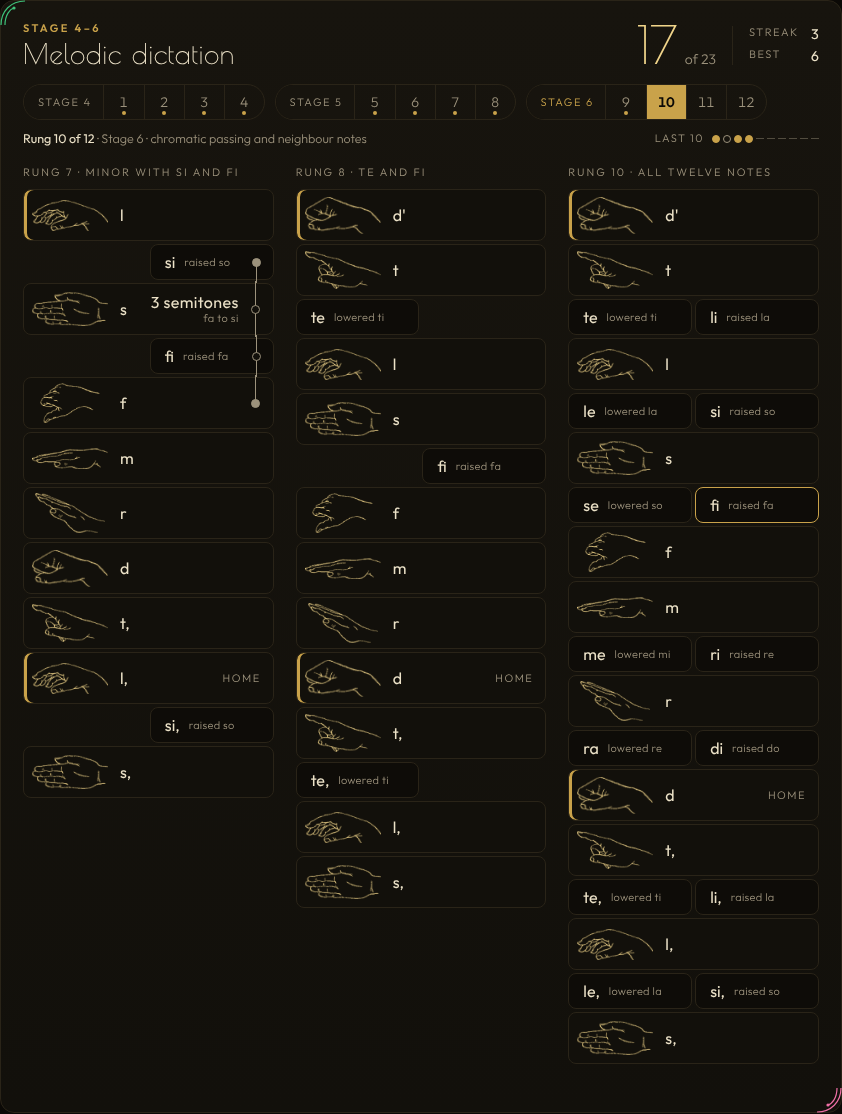 STAGE 4–6
Melodic dictation
17 of 23
STREAK 3
BEST 6
STAGE 4 1 2 3 4
STAGE 5 5 6 7 8
STAGE 6 9 10 11 12
Rung 10 of 12 · Stage 6 · chromatic passing and neighbour notes
LAST 10
RUNG 7 · MINOR WITH SI AND FI
l
si raised so
s
3 semitones
fa to si
fi raised fa
f
m
r
d
t,
l, HOME
si, raised so
s,
RUNG 8 · TE AND FI
d'
t
te lowered ti
l
s
fi raised fa
f
m
r
d HOME
t,
te, lowered ti
l,
s,
RUNG 10 · ALL TWELVE NOTES
d'
t
te lowered ti li raised la
l
le lowered la si raised so
s
se lowered so fi raised fa
f
m
me lowered mi ri raised re
r
ra lowered re di raised do
d HOME
t,
te, lowered ti li, raised la
l,
le, lowered la si, raised so
s,